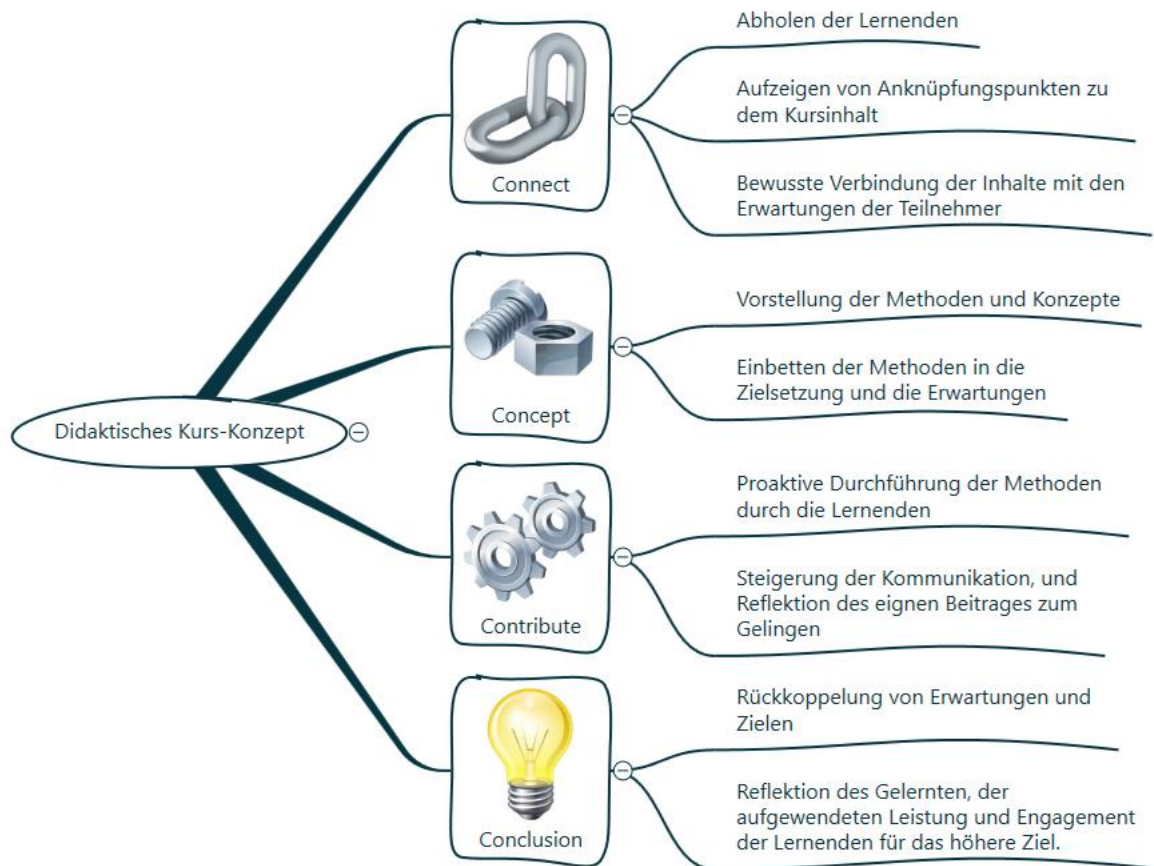 Didaktisches Kurs-Konzept
Connect
Abholen der Lernenden
Aufzeigen von Anknüpfungspunkten zu
dem Kursinhalt
Bewusste Verbindung der Inhalte mit den
Erwartungen der Teilnehmer
Concept
Vorstellung der Methoden und Konzepte
Einbetten der Methoden in die
Zielsetzung und die Erwartungen
Contribute
Proaktive Durchführung der Methoden
durch die Lernenden
Steigerung der Kommunikation, und
Reflektion des eignen Beitrages zum
Gelingen
Conclusion
Rückkoppelung von Erwartungen und
Zielen
Reflektion des Gelernten, der
aufgewendeten Leistung und Engagement
der Lernenden für das höhere Ziel.